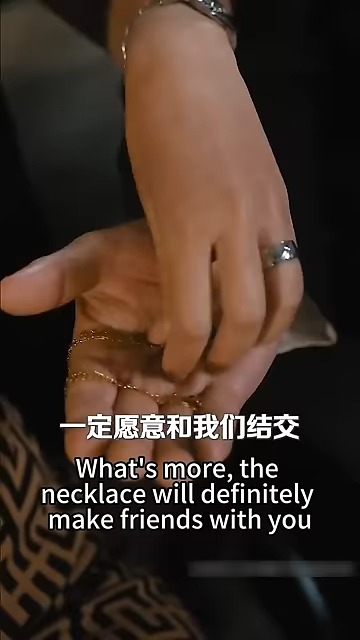 一定愿意和我们结交
What's more, the
necklace will definitely
make friends with you